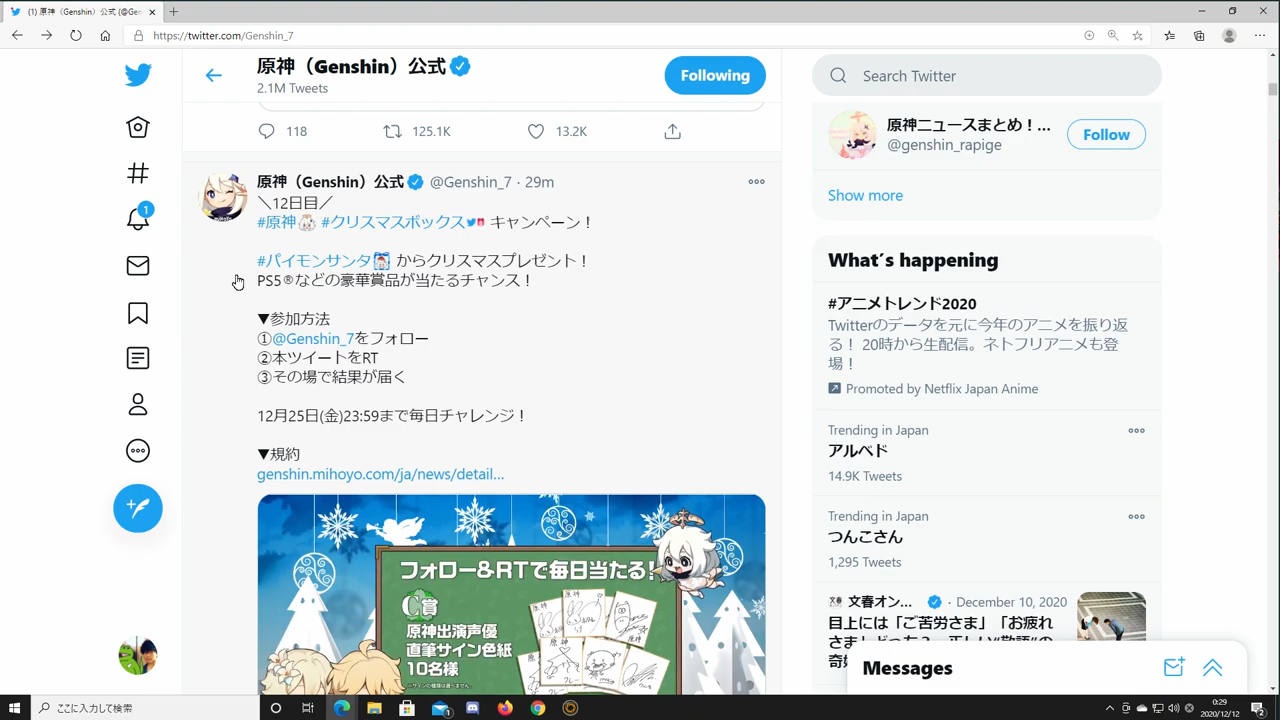 (1) 原神（Genshin）公式 (@Gen
https://twitter.com/Genshin_7
原神（Genshin）公式
2.1M Tweets
Following
118
125.1K
13.2K
原神（Genshin）公式 @Genshin_7 · 29m
＼12日目／
#原神 #クリスマスボックス キャンペーン！
#パイモンサンタ からクリスマスプレゼント！
PS5®などの豪華賞品が当たるチャンス！
▼参加方法
①@Genshin_7をフォロー
②本ツイートをRT
③その場で結果が届く
12月25日(金)23:59まで毎日チャレンジ！
▼規約
genshin.mihoyo.com/ja/news/detail...
フォロー&RTで毎日当たる！
C賞
原神出演声優
直筆サイン色紙
10名様
Search Twitter
原神ニュースまとめ！...
@genshin_rapige
Follow
Show more
What's happening
#アニメトレンド2020
Twitterのデータを元に今年のアニメを振り返
る！ 20時から生配信。ネトフリアニメも登
場！
Promoted by Netflix Japan Anime
Trending in Japan
アルベド
14.9K Tweets
Trending in Japan
つんこさん
1,295 Tweets
文春オン... · December 10, 2020
目上には「ご苦労さま」「お疲れ
Messages
1
ここに入力して検索
0:29
2020/12/12